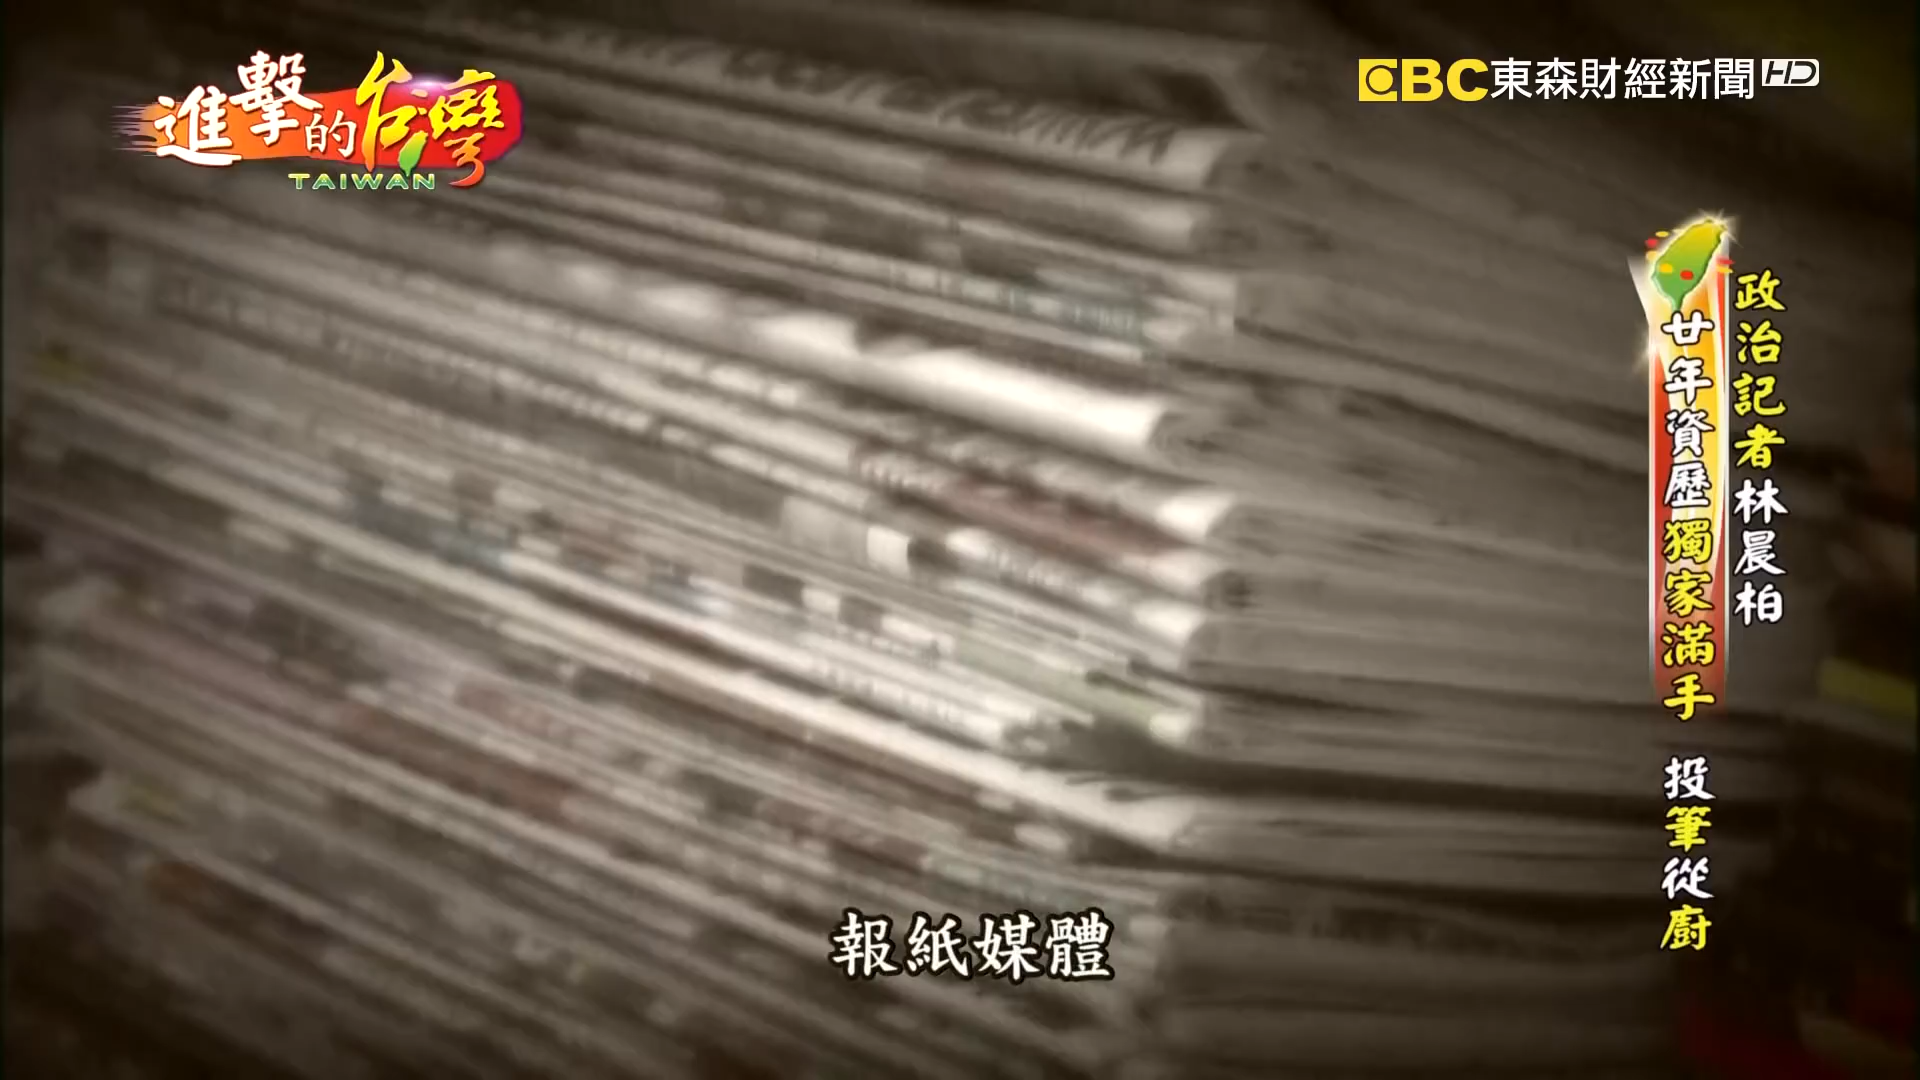 進擊的台灣
TAIWAN
EBC東森財經新聞HD
政治記者林晨柏
廿年資歷獨家滿手 投筆從廚
報紙媒體